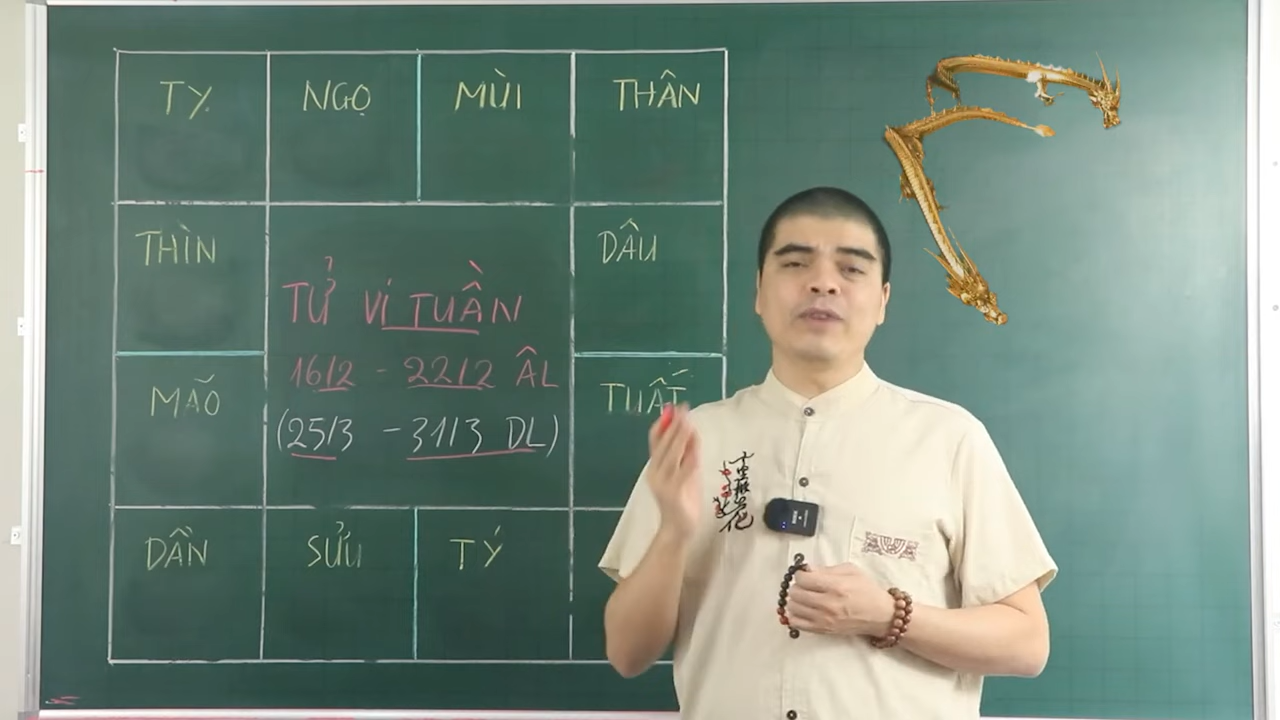 TỴ NGỌ MÙI THÂN
THÌN DẬU
TỬ VI TUẦN
16/2 - 22/2 ÂL
MÃO TUẤT
(25/3 - 31/3 DL)
DẦN SỬU TÝ